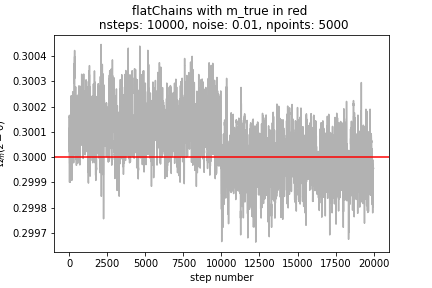 flatChains with m_true in red
nsteps: 10000, noise: 0.01, npoints: 5000
0.3004
0.3003
0.3002
0.3001
0.3000
0.2999
0.2998
0.2997
0 2500 5000 7500 10000 12500 15000 17500 20000
step number